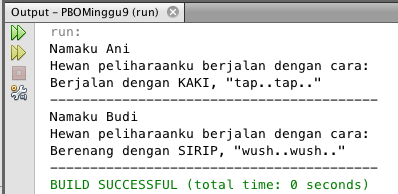 Output – PBOMinggu9 (run)
run:
Namaku Ani
Hewan peliharaanku berjalan dengan cara:
Berjalan dengan KAKI, "tap..tap.."
-----------------------------------------
Namaku Budi
Hewan peliharaanku berjalan dengan cara:
Berenang dengan SIRIP, "wush..wush.."
-----------------------------------------
BUILD SUCCESSFUL (total time: 0 seconds)